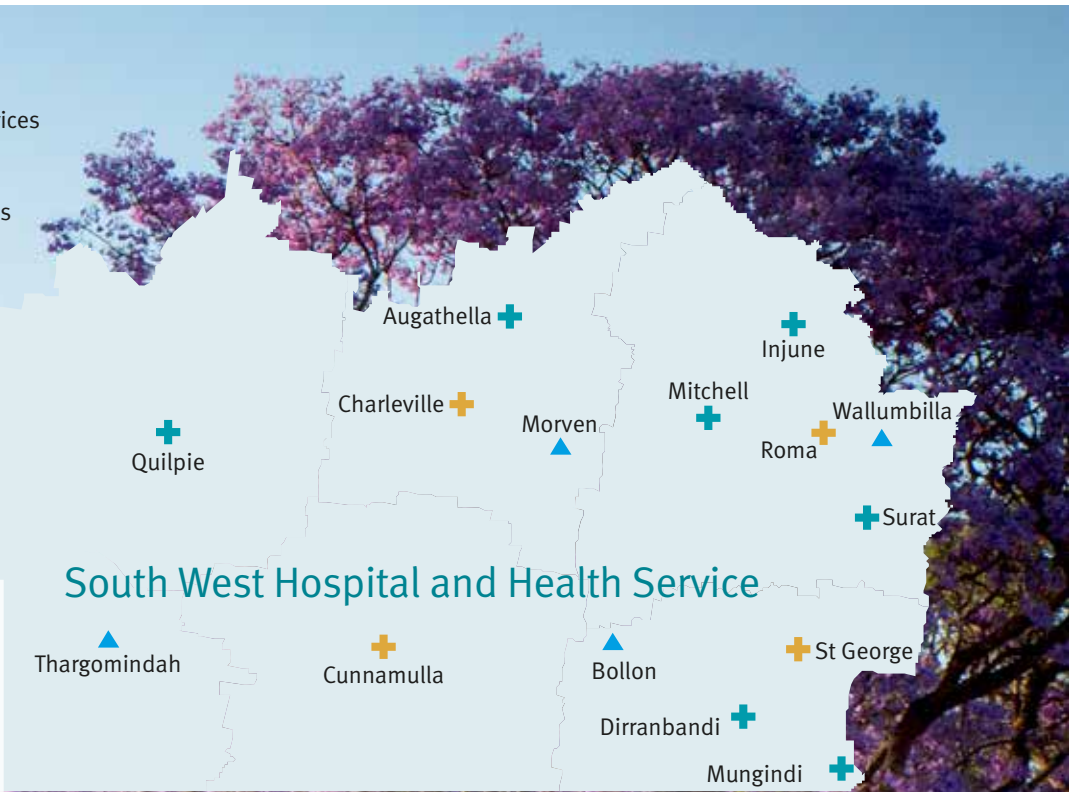 ices
s
Augathella
Injune
Charleville
Mitchell
Morven
Wallumbilla
Roma
Quilpie
Surat
South West Hospital and Health Service
Thargomindah
Cunnamulla
Bollon
St George
Dirranbandi
Mungindi